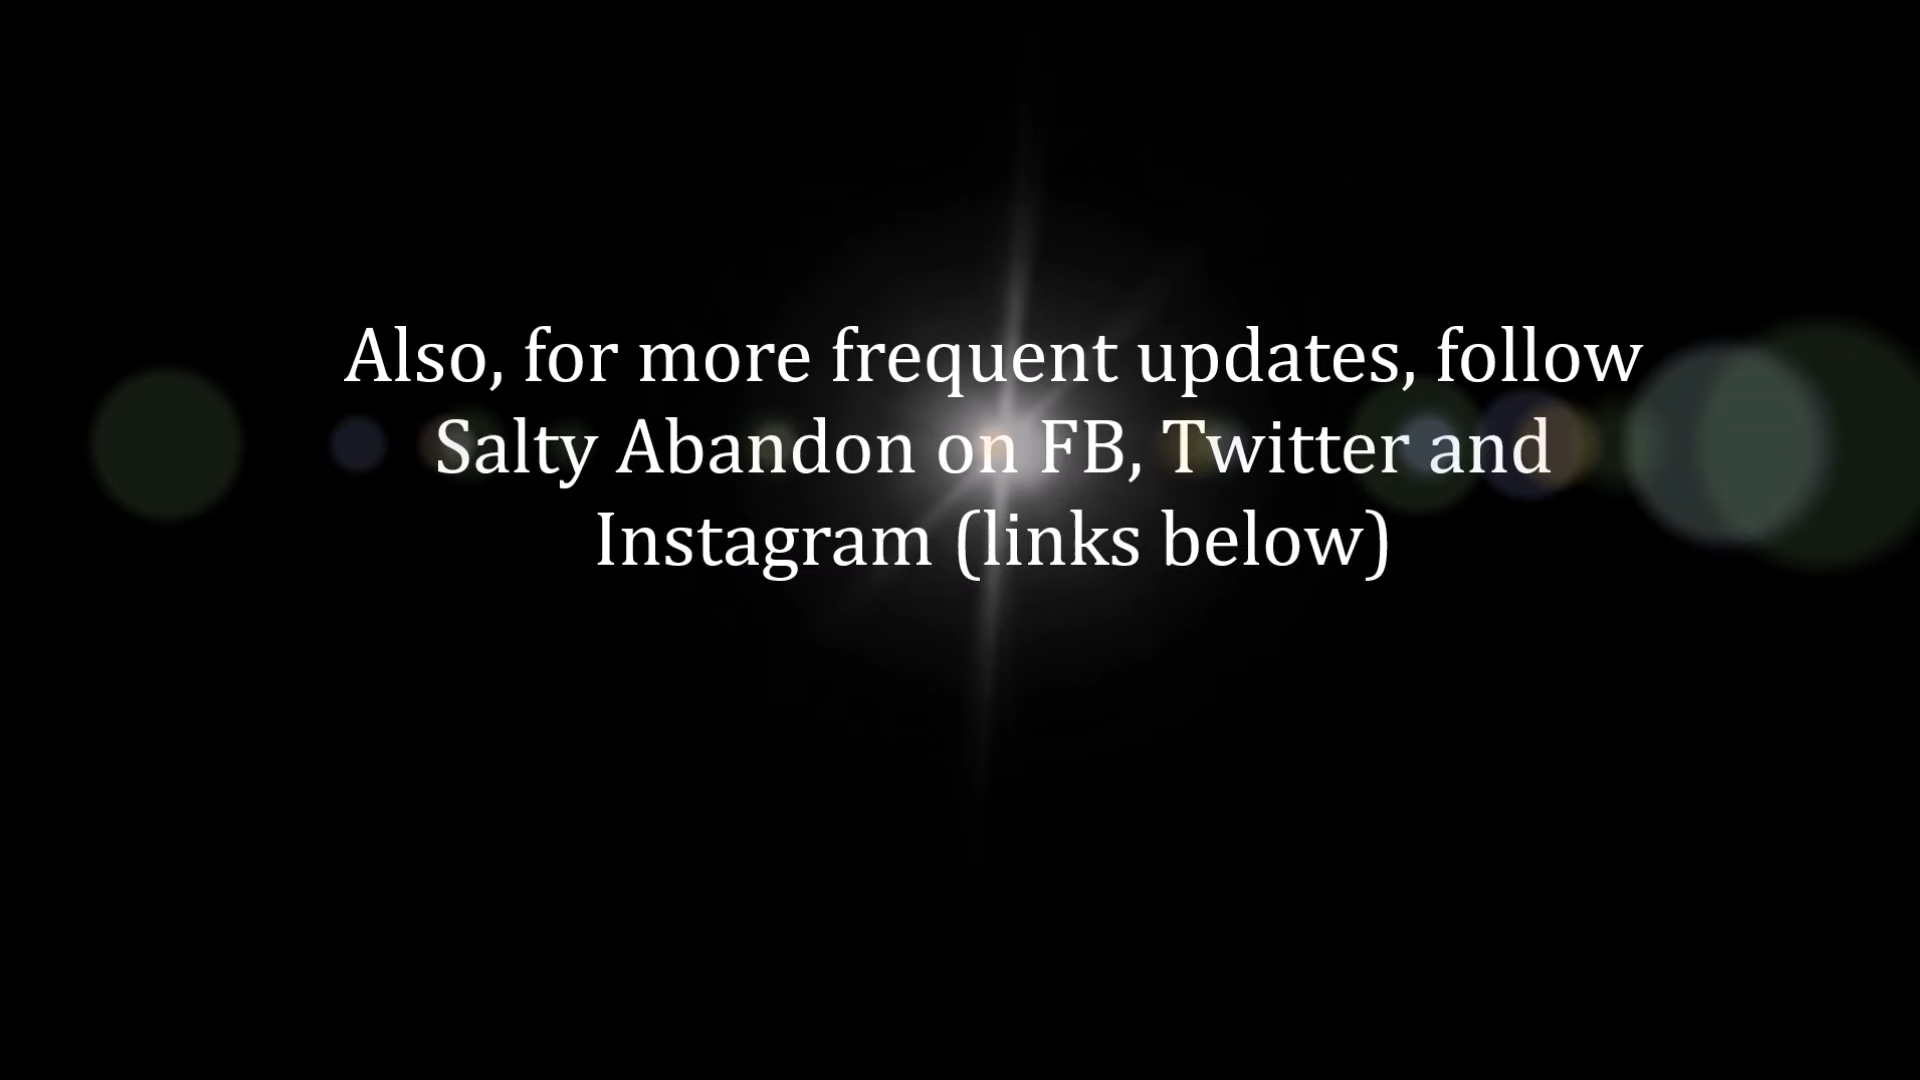 Also, for more frequent updates, follow
Salty Abandon on FB, Twitter and
Instagram (links below)